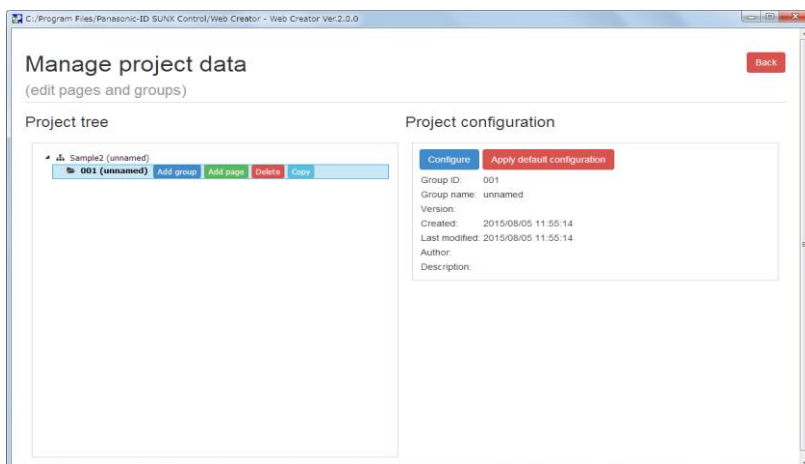 C:/Program Files/Panasonic-ID SUNX Control/Web Creator - Web Creator Ver.2.0.0
Manage project data
Back
(edit pages and groups)
Project tree
Project configuration
Sample2 (unnamed)
001 (unnamed) Add group Add page Delete Copy
Configure Apply default configuration
Group ID: 001
Group name: unnamed
Version:
Created: 2015/08/05 11:55:14
Last modified: 2015/08/05 11:55:14
Author:
Description: